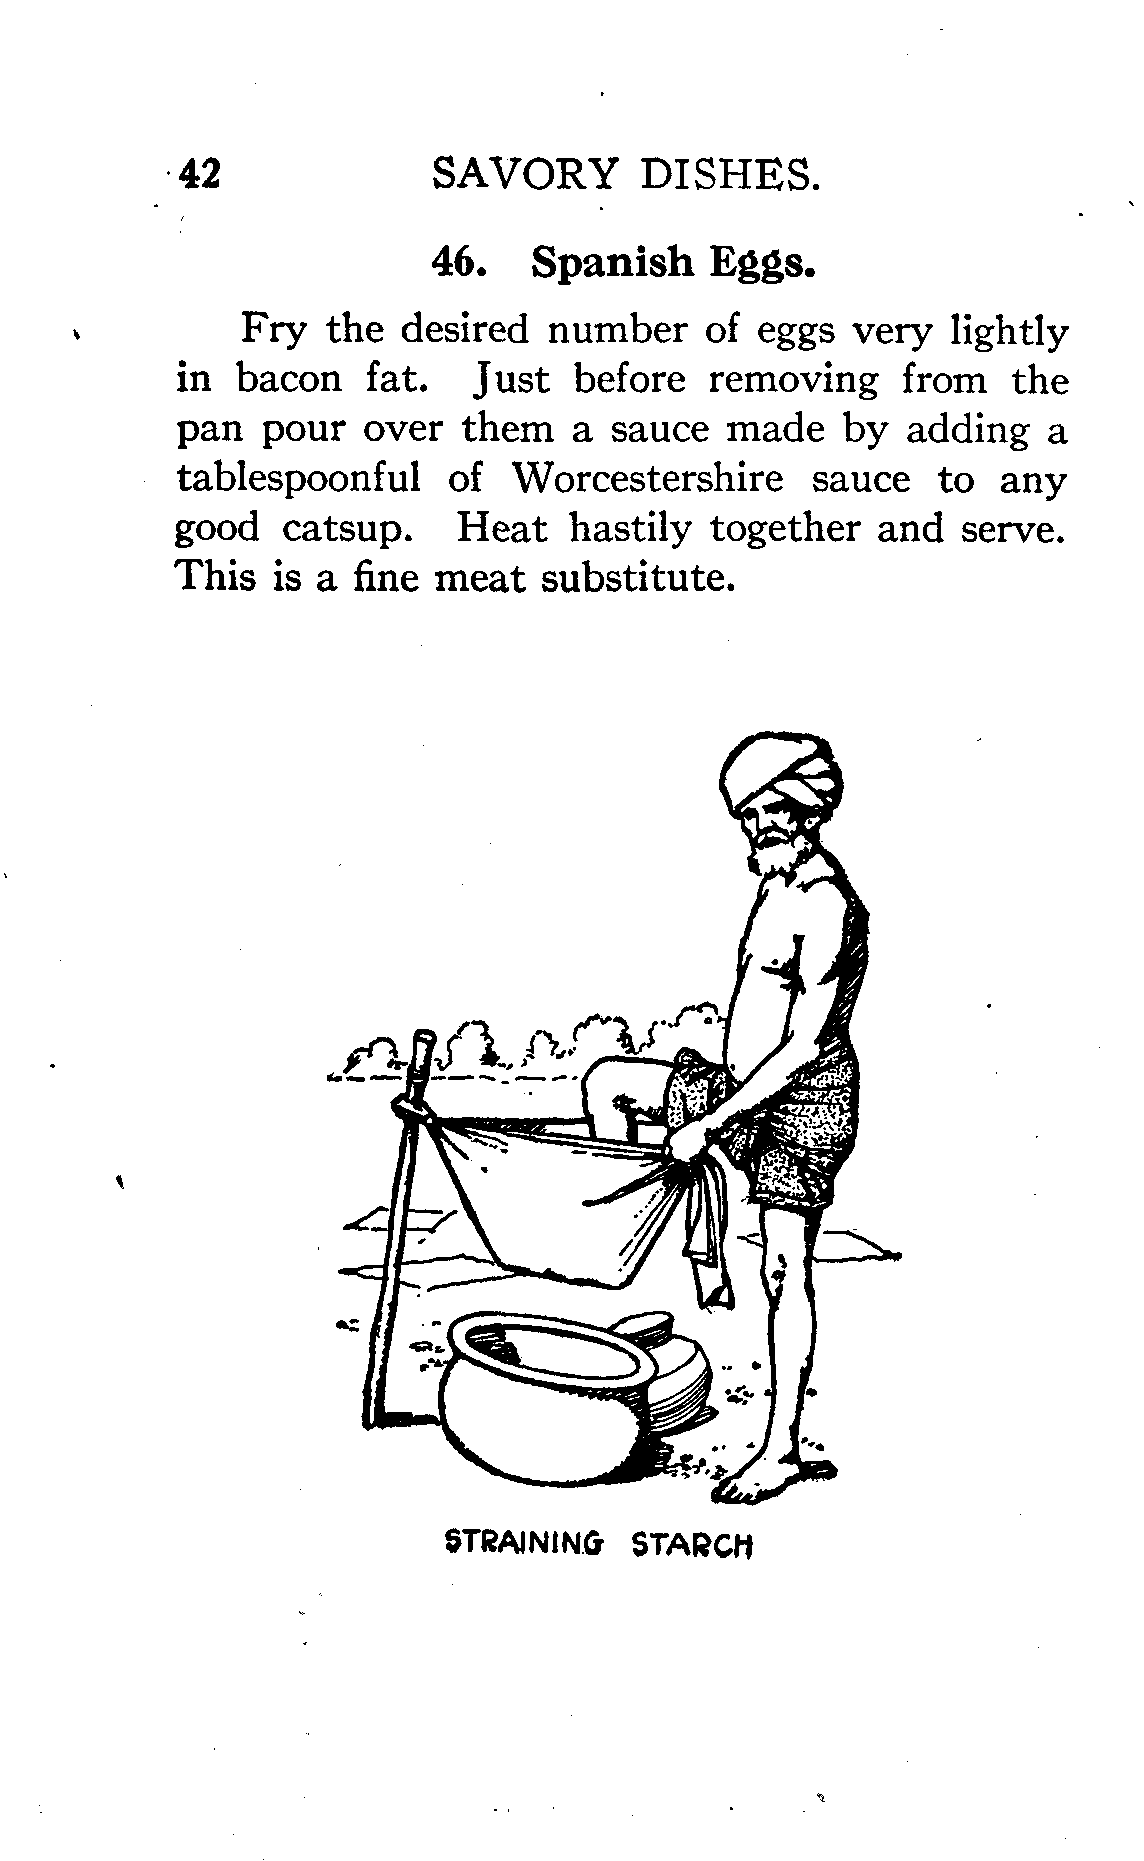 42 SAVORY DISHES.
46. Spanish Eggs.
Fry the desired number of eggs very lightly
in bacon fat. Just before removing from the
pan pour over them a sauce made by adding a
tablespoonful of Worcestershire sauce to any
good catsup. Heat hastily together and serve.
This is a fine meat substitute.
STRAINING STARCH